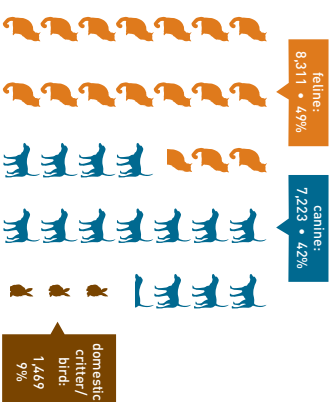 feline:
8,311 • 49%
canine:
7,223 • 42%
domestic
critter/
bird:
1,469
9%